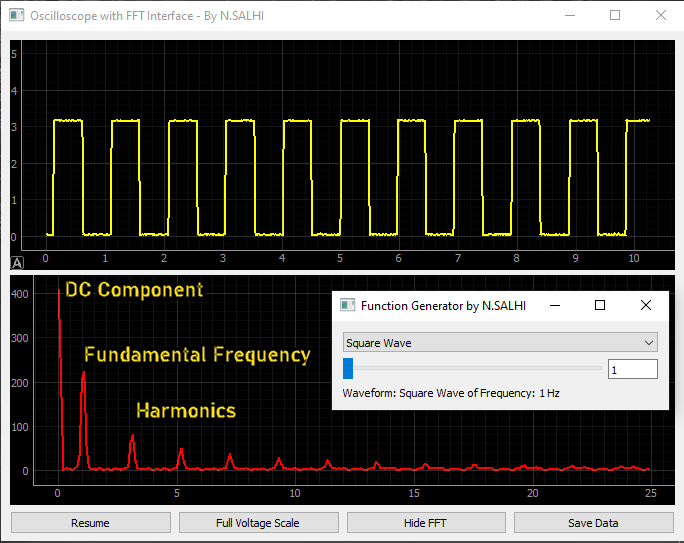 Oscilloscope with FFT Interface - By N.SALHI
5
4
3
2
1
0
A
0 1 2 3 4 5 6 7 8 9 10
400
300
200
100
0
DC Component
Fundamental Frequency
Harmonics
0 5 10 15 20 25
Function Generator by N.SALHI
Square Wave
1
Waveform: Square Wave of Frequency: 1 Hz
Resume Full Voltage Scale Hide FFT Save Data